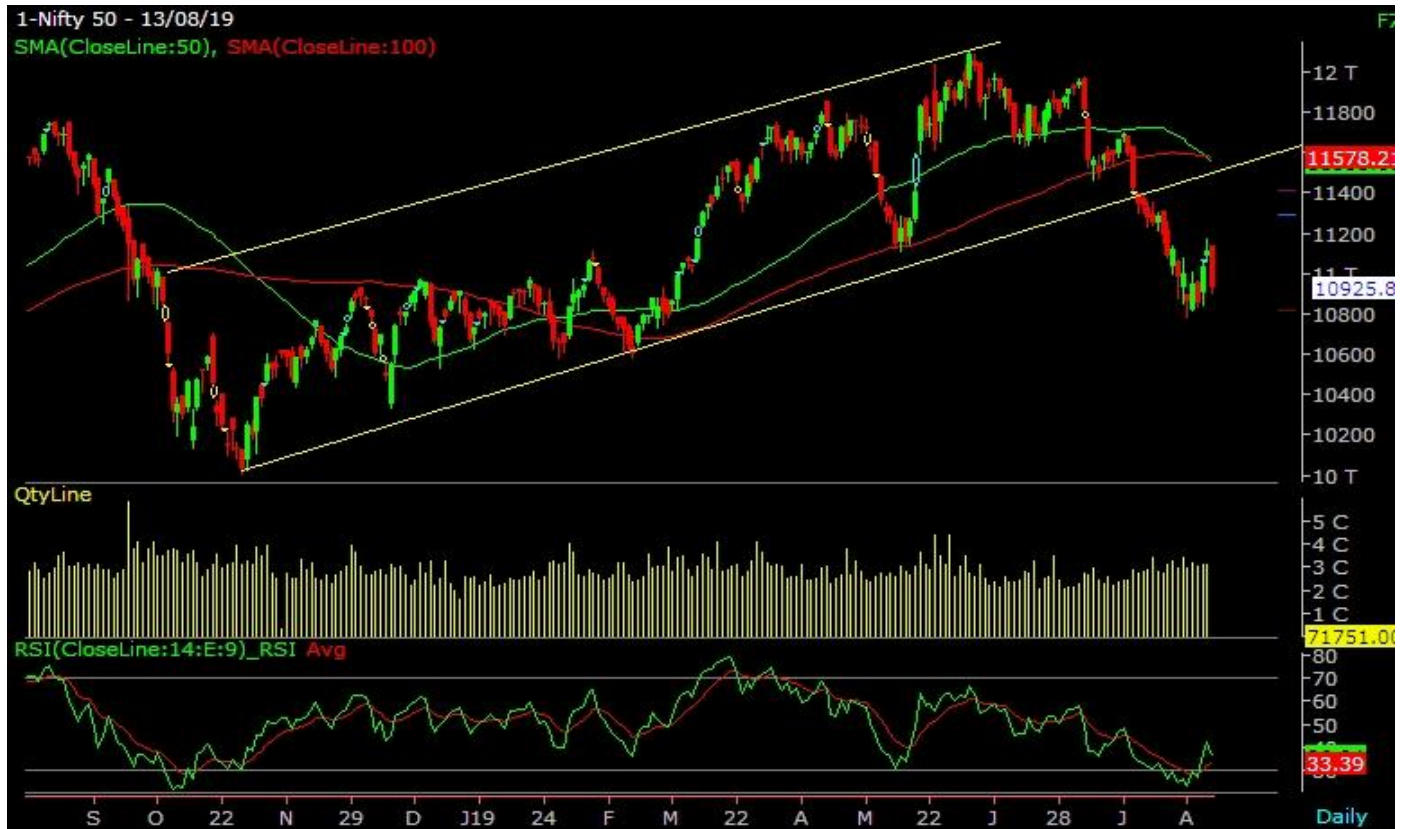 1-Nifty 50 - 13/08/19
SMA(CloseLine:50), SMA(CloseLine:100)
12 T
11800
11578.21
11400
11200
11 T
10925.8
10800
10600
10400
10200
10 T
QtyLine
5 C
4 C
3 C
2 C
1 C
71751.00
RSI(CloseLine:14:E:9)_RSI Avg
80
70
60
50
33.39
S O 22 N 29 D J19 24 F M 22 A M 22 J 28 J A Daily